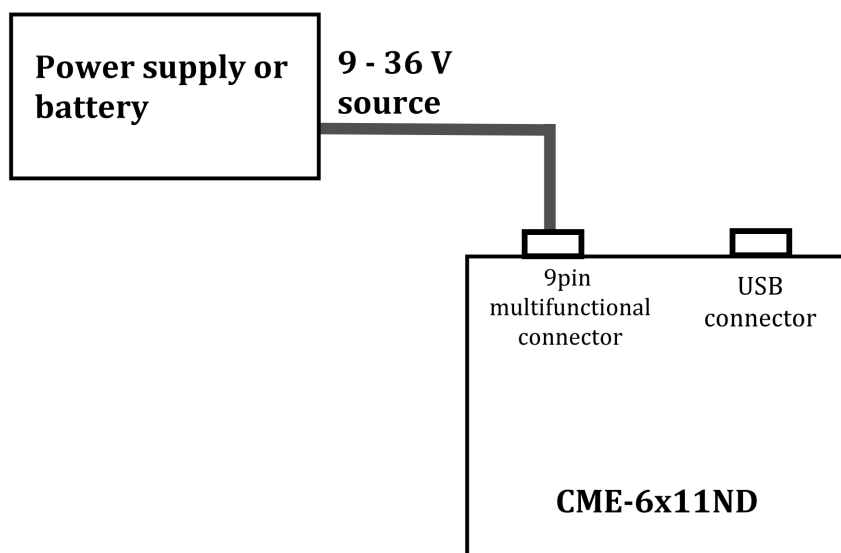 Power supply or
battery
9 - 36 V
source
9pin
multifunctional
connector
USB
connector
CME-6x11ND